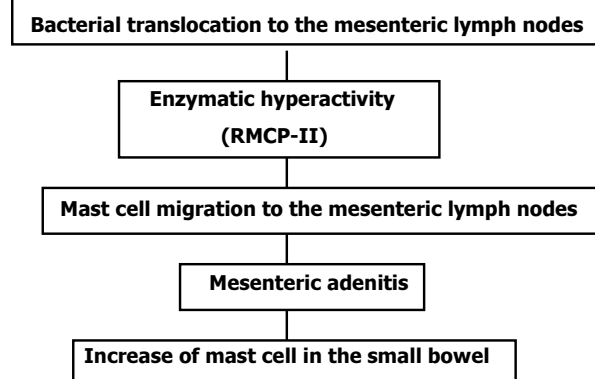 Bacterial translocation to the mesenteric lymph nodes
Enzymatic hyperactivity
(RMCP-II)
Mast cell migration to the mesenteric lymph nodes
Mesenteric adenitis
Increase of mast cell in the small bowel